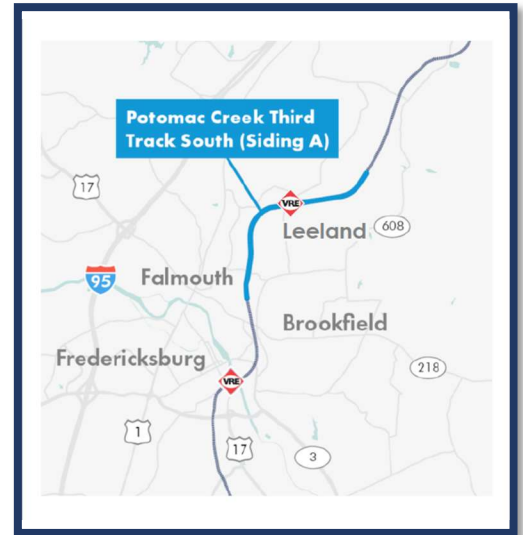 Potomac Creek Third
Track South (Siding A)
17
VRE
Leeland
608
95
Falmouth
Brookfield
Fredericksburg
218
VRE
1
17
3